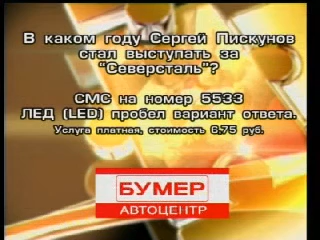 В каком году Сергей Пискунов
стал выступать за
"Северсталь"?
СМС на номер 5533
ЛЕД (LED) пробел вариант ответа.
Услуга платная, стоимость 6,75 руб.
БУМЕР
АВТОЦЕНТР